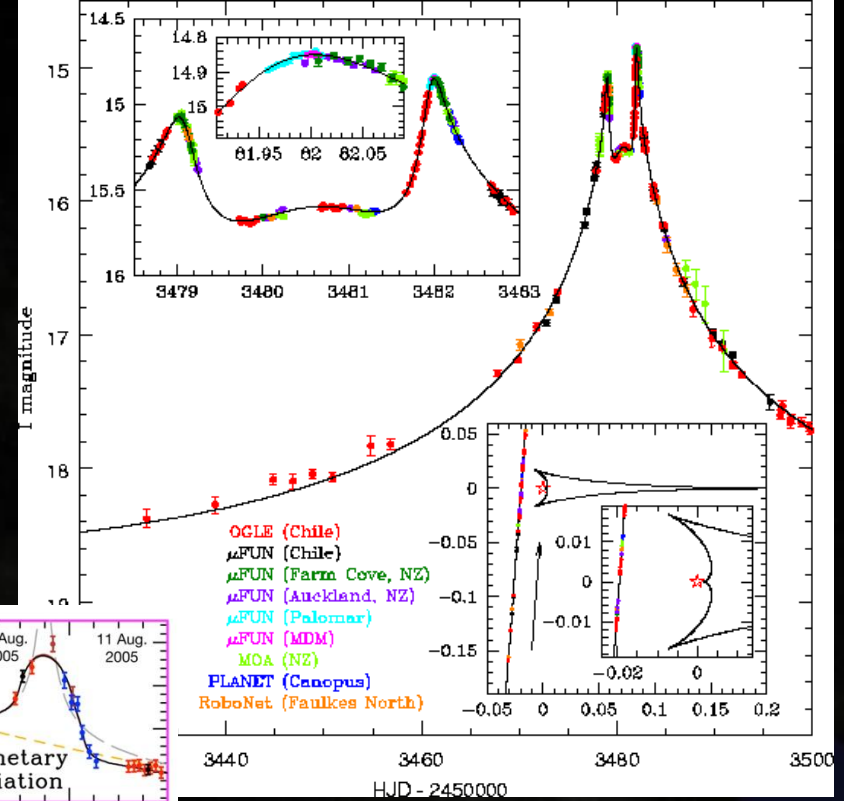 14.5
15
15.5
16
3479 3480 3481 3482 3483
14.8
14.9
15
81.95 82 82.05
15
16
17
18
19
I magnitude
OGLE (Chile)
μFUN (Chile)
μFUN (Farm Cove, NZ)
μFUN (Auckland, NZ)
μFUN (Palomar)
μFUN (MDM)
MOA (NZ)
PLANET (Canopus)
RoboNet (Faulkes North)
0.05
0
-0.05
-0.1
-0.15
-0.05 0 0.05 0.1 0.15 0.2
0.01
0
-0.01
-0.02 0
3440 3460 3480 3500
HJD - 2450000
Aug. 11 Aug.
005 2005
netary
iation